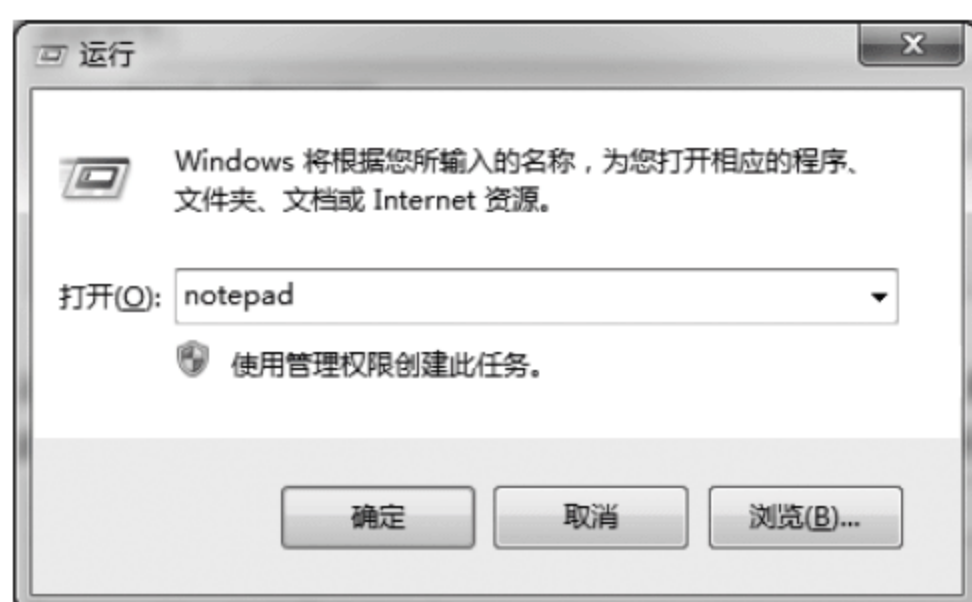 运行
Windows 将根据您所输入的名称，为您打开相应的程序、
文件夹、文档或 Internet 资源。
打开(O): notepad
使用管理权限创建此任务。
确定 取消 浏览(B)...